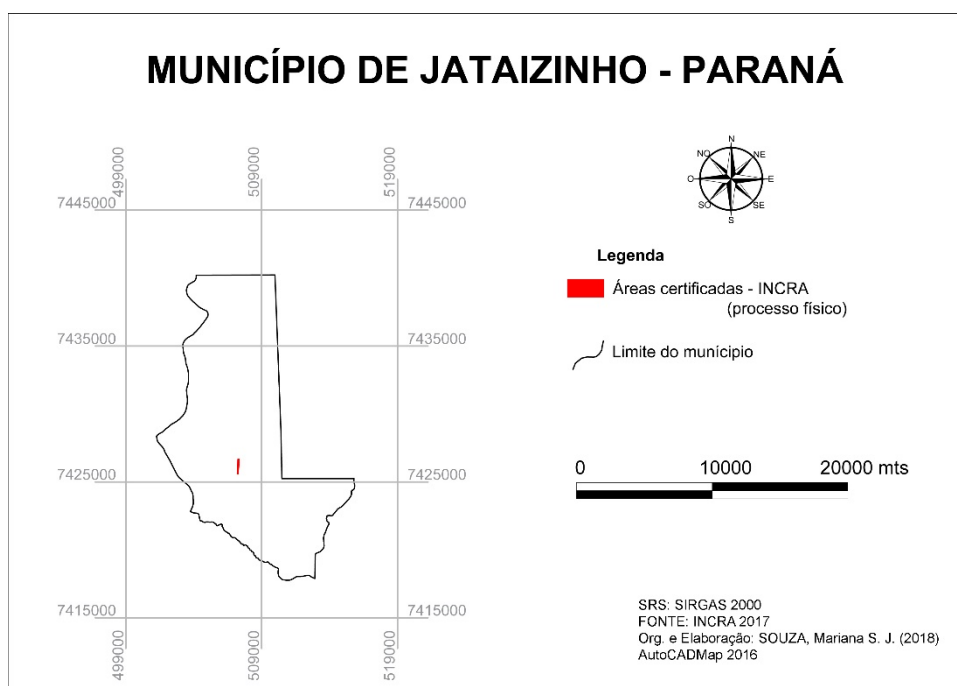 MUNICÍPIO DE JATAIZINHO - PARANÁ
499000
509000
519000
7445000
7445000
7435000
7435000
7425000
7425000
7415000
7415000
499000
509000
519000
N
NO
NE
O
E
SO
SE
S
Legenda
Áreas certificadas - INCRA
(processo físico)
Limite do munícipio
0 10000 20000 mts
SRS: SIRGAS 2000
FONTE: INCRA 2017
Org. e Elaboração: SOUZA, Mariana S. J. (2018)
AutoCADMap 2016